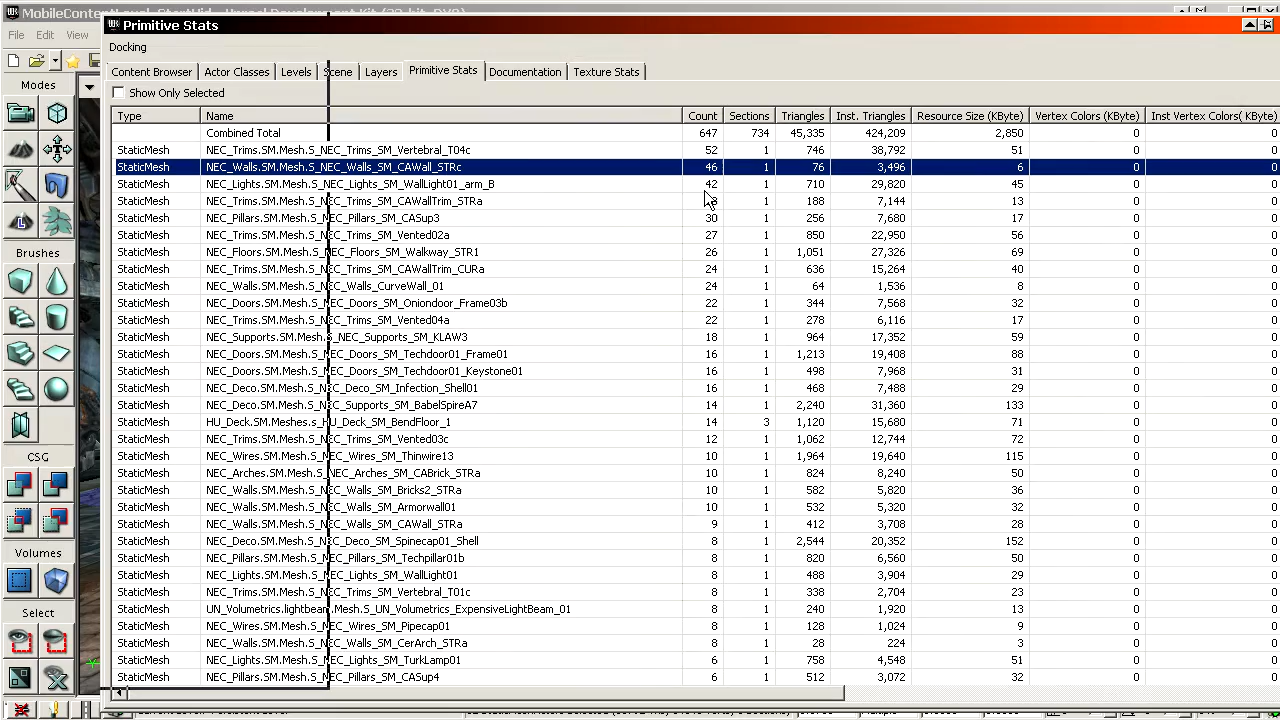 Primitive Stats
File Edit View
Docking
Modes
Content Browser Actor Classes Levels Scene Layers Primitive Stats Documentation Texture Stats
Show Only Selected
Type Name Count Sections Triangles Inst. Triangles Resource Size (KByte) Vertex Colors (KByte) Inst Vertex Colors( KByte)
Combined Total 647 734 45,335 424,209 2,850 0 0
StaticMesh NEC_Trims.SM.Mesh.S_NEC_Trims_SM_Vertebral_T04c 52 1 746 38,792 51 0 0
StaticMesh NEC_Walls.SM.Mesh.S_NEC_Walls_SM_CAWall_STRc 46 1 76 3,496 6 0 0
StaticMesh NEC_Lights.SM.Mesh.S_NEC_Lights_SM_WallLight01_arm_B 42 1 710 29,820 45 0 0
StaticMesh NEC_Trims.SM.Mesh.S_NEC_Trims_SM_CAWallTrim_STRa 1 188 7,144 13 0 0
StaticMesh NEC_Pillars.SM.Mesh.S_NEC_Pillars_SM_CASup3 30 1 256 7,680 17 0 0
StaticMesh NEC_Trims.SM.Mesh.S_NEC_Trims_SM_Vented02a 27 1 850 22,950 56 0 0
StaticMesh NEC_Floors.SM.Mesh.S_NEC_Floors_SM_Walkway_STR1 26 1 1,051 27,326 69 0 0
StaticMesh NEC_Trims.SM.Mesh.S_NEC_Trims_SM_CAWallTrim_CURa 24 1 636 15,264 40 0 0
StaticMesh NEC_Walls.SM.Mesh.S_NEC_Walls_SM_CurveWall_01 24 1 64 1,536 8 0 0
StaticMesh NEC_Doors.SM.Mesh.S_NEC_Doors_SM_Oniondoor_Frame03b 22 1 344 7,568 32 0 0
StaticMesh NEC_Trims.SM.Mesh.S_NEC_Trims_SM_Vented04a 22 1 278 6,116 17 0 0
Brushes
StaticMesh NEC_Supports.SM.Mesh.S_NEC_Supports_SM_KLAW3 18 1 964 17,352 59 0 0
StaticMesh NEC_Doors.SM.Mesh.S_NEC_Doors_SM_Techdoor01_Frame01 16 1 1,213 19,408 88 0 0
StaticMesh NEC_Doors.SM.Mesh.S_NEC_Doors_SM_Techdoor01_Keystone01 16 1 498 7,968 31 0 0
StaticMesh NEC_Deco.SM.Mesh.S_NEC_Deco_SM_Infection_Shell01 16 1 468 7,488 29 0 0
StaticMesh NEC_Deco.SM.Mesh.S_NEC_Supports_SM_BabelSpireA7 14 1 2,240 31,360 133 0 0
StaticMesh HU_Deck.SM.Meshes.s_HU_Deck_SM_BendFloor_1 14 3 1,120 15,680 71 0 0
StaticMesh NEC_Trims.SM.Mesh.S_NEC_Trims_SM_Vented03c 12 1 1,062 12,744 72 0 0
StaticMesh NEC_Wires.SM.Mesh.S_NEC_Wires_SM_Thinwire13 10 1 1,964 19,640 115 0 0
CSG
StaticMesh NEC_Arches.SM.Mesh.S_NEC_Arches_SM_CABrick_STRa 10 1 824 8,240 50 0 0
StaticMesh NEC_Walls.SM.Mesh.S_NEC_Walls_SM_Bricks2_STRa 10 1 582 5,820 36 0 0
StaticMesh NEC_Walls.SM.Mesh.S_NEC_Walls_SM_Armorwall01 10 1 532 5,320 32 0 0
StaticMesh NEC_Walls.SM.Mesh.S_NEC_Walls_SM_CAWall_STRa 9 1 412 3,708 28 0 0
StaticMesh NEC_Deco.SM.Mesh.S_NEC_Deco_SM_Spinecap01_Shell 8 1 2,544 20,352 152 0 0
Volumes
StaticMesh NEC_Pillars.SM.Mesh.S_NEC_Pillars_SM_Techpillar01b 8 1 820 6,560 50 0 0
StaticMesh NEC_Lights.SM.Mesh.S_NEC_Lights_SM_WallLight01 8 1 488 3,904 29 0 0
StaticMesh NEC_Trims.SM.Mesh.S_NEC_Trims_SM_Vertebral_T01c 8 1 338 2,704 23 0 0
StaticMesh UN_Volumetrics.lightbeam.Mesh.S_UN_Volumetrics_ExpensiveLightBeam_01 8 1 240 1,920 13 0 0
Select
StaticMesh NEC_Wires.SM.Mesh.S_NEC_Wires_SM_Pipecap01 8 1 128 1,024 9 0 0
StaticMesh NEC_Walls.SM.Mesh.S_NEC_Walls_SM_CerArch_STRa 8 1 28 224 3 0 0
StaticMesh NEC_Lights.SM.Mesh.S_NEC_Lights_SM_TurkLamp01 6 1 758 4,548 51 0 0
StaticMesh NEC_Pillars.SM.Mesh.S_NEC_Pillars_SM_CASup4 6 1 512 3,072 32 0 0